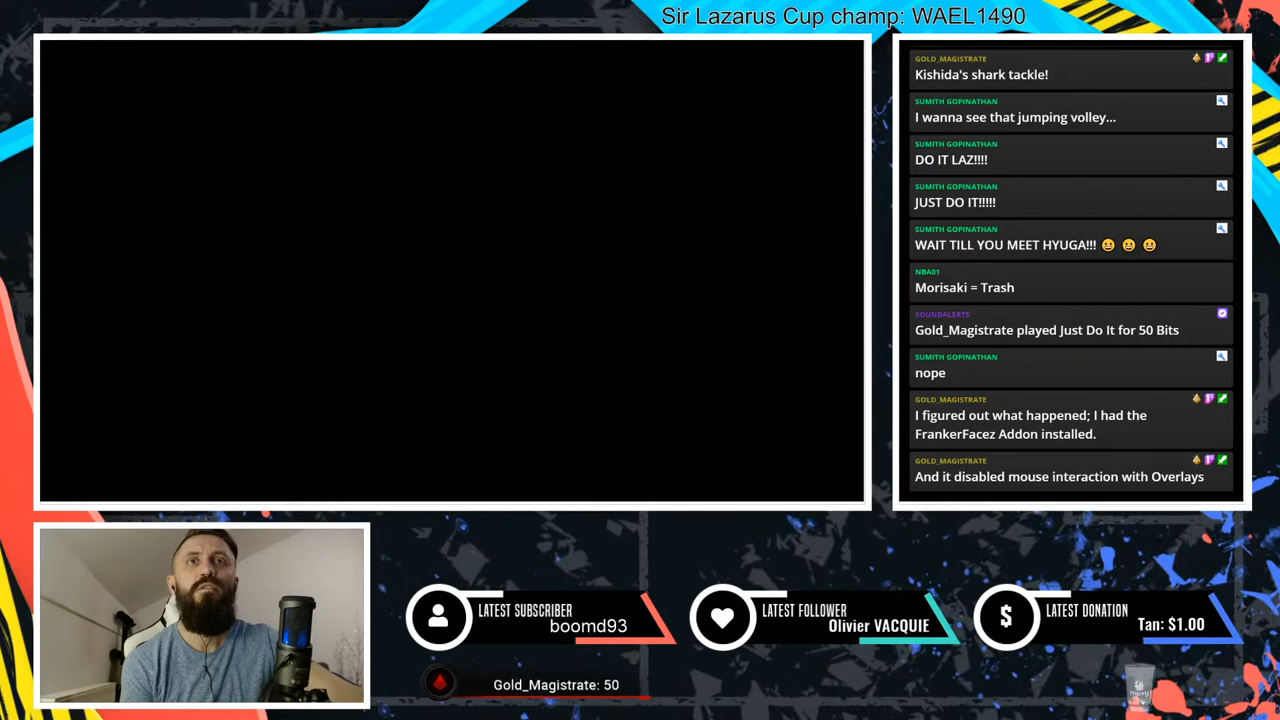 Sir Lazarus Cup champ: WAEL1490
GOLD_MAGISTRATE
Kishida's shark tackle!
SUMITH GOPINATHAN
I wanna see that jumping volley...
SUMITH GOPINATHAN
DO IT LAZ!!!!
SUMITH GOPINATHAN
JUST DO IT!!!!!
SUMITH GOPINATHAN
WAIT TILL YOU MEET HYUGA!!! 😀 😀 😀
NBA01
Morisaki = Trash
SOUNDALERTS
Gold_Magistrate played Just Do It for 50 Bits
SUMITH GOPINATHAN
nope
GOLD_MAGISTRATE
I figured out what happened; I had the
FrankerFacez Addon installed.
GOLD_MAGISTRATE
And it disabled mouse interaction with Overlays
LATEST SUBSCRIBER
boomd93
LATEST FOLLOWER
Olivier VACQUIE
$
LATEST DONATION
Tan: $1.00
Gold_Magistrate: 50
muxy